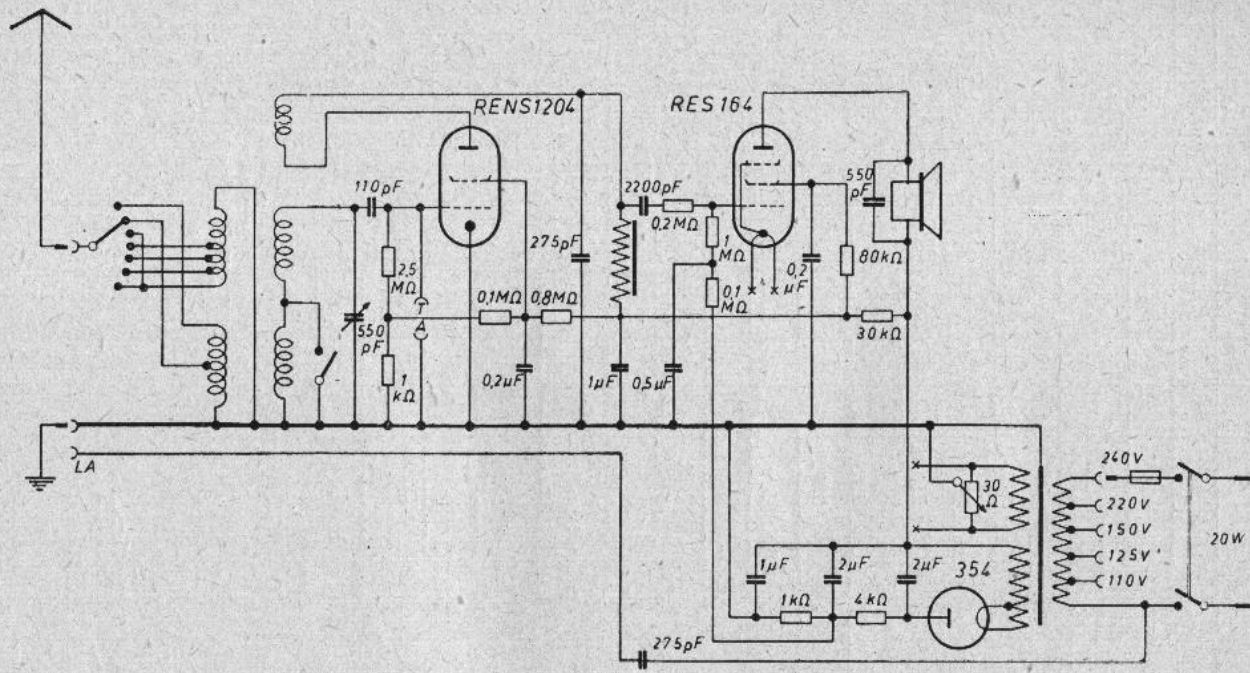 RENS1204
RES 164
110pF
2200pF
550
pF
275pF
0,2MΩ
2,5
MΩ
1
MΩ
0,1
MΩ
0,2
μF
80kΩ
T
A
550
pF
0,1MΩ
0,8MΩ
30kΩ
1
kΩ
0,2μF
1μF
0,5μF
LA
240V
30
Ω
220V
150V
125V
110V
20W
1μF
2μF
2μF
354
1kΩ
4kΩ
275pF